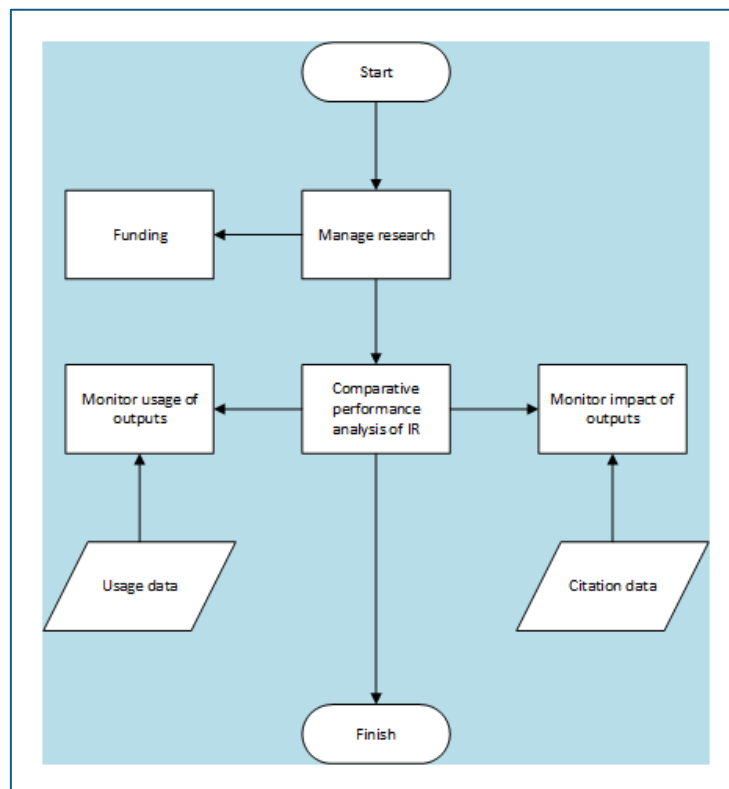 Start
Funding
Manage research
Monitor usage of
outputs
Comparative
performance
analysis of IR
Monitor impact of
outputs
Usage data
Citation data
Finish